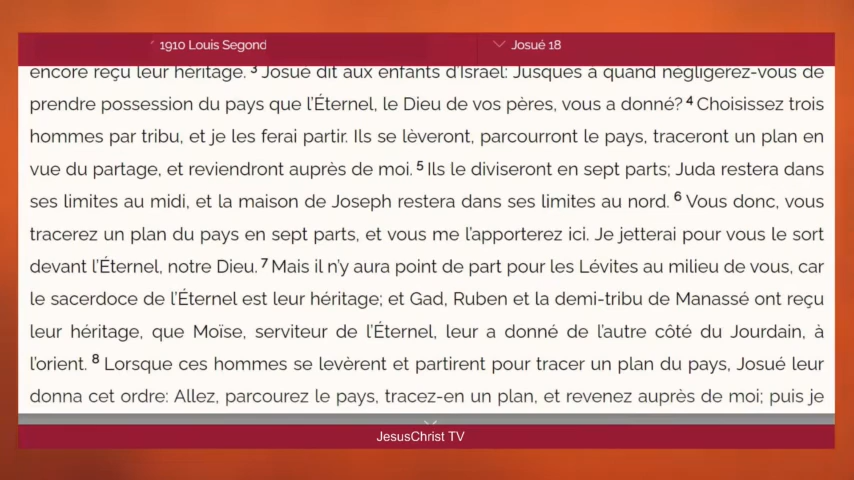 1910 Louis Segond
Josué 18
encore reçu leur héritage. 3 Josué dit aux enfants d'Israël: Jusques à quand négligerez-vous de
prendre possession du pays que l'Éternel, le Dieu de vos pères, vous a donné? 4 Choisissez trois
hommes par tribu, et je les ferai partir. Ils se lèveront, parcourront le pays, traceront un plan en
vue du partage, et reviendront auprès de moi. 5 Ils le diviseront en sept parts; Juda restera dans
ses limites au midi, et la maison de Joseph restera dans ses limites au nord. 6 Vous donc, vous
tracerez un plan du pays en sept parts, et vous me l'apporterez ici. Je jetterai pour vous le sort
devant l'Éternel, notre Dieu. 7 Mais il n'y aura point de part pour les Lévites au milieu de vous, car
le sacerdoce de l'Éternel est leur héritage; et Gad, Ruben et la demi-tribu de Manassé ont reçu
leur héritage, que Moïse, serviteur de l'Éternel, leur a donné de l'autre côté du Jourdain, à
l'orient. 8 Lorsque ces hommes se levèrent et partirent pour tracer un plan du pays, Josué leur
donna cet ordre: Allez, parcourez le pays, tracez-en un plan, et revenez auprès de moi; puis je
JesusChrist TV